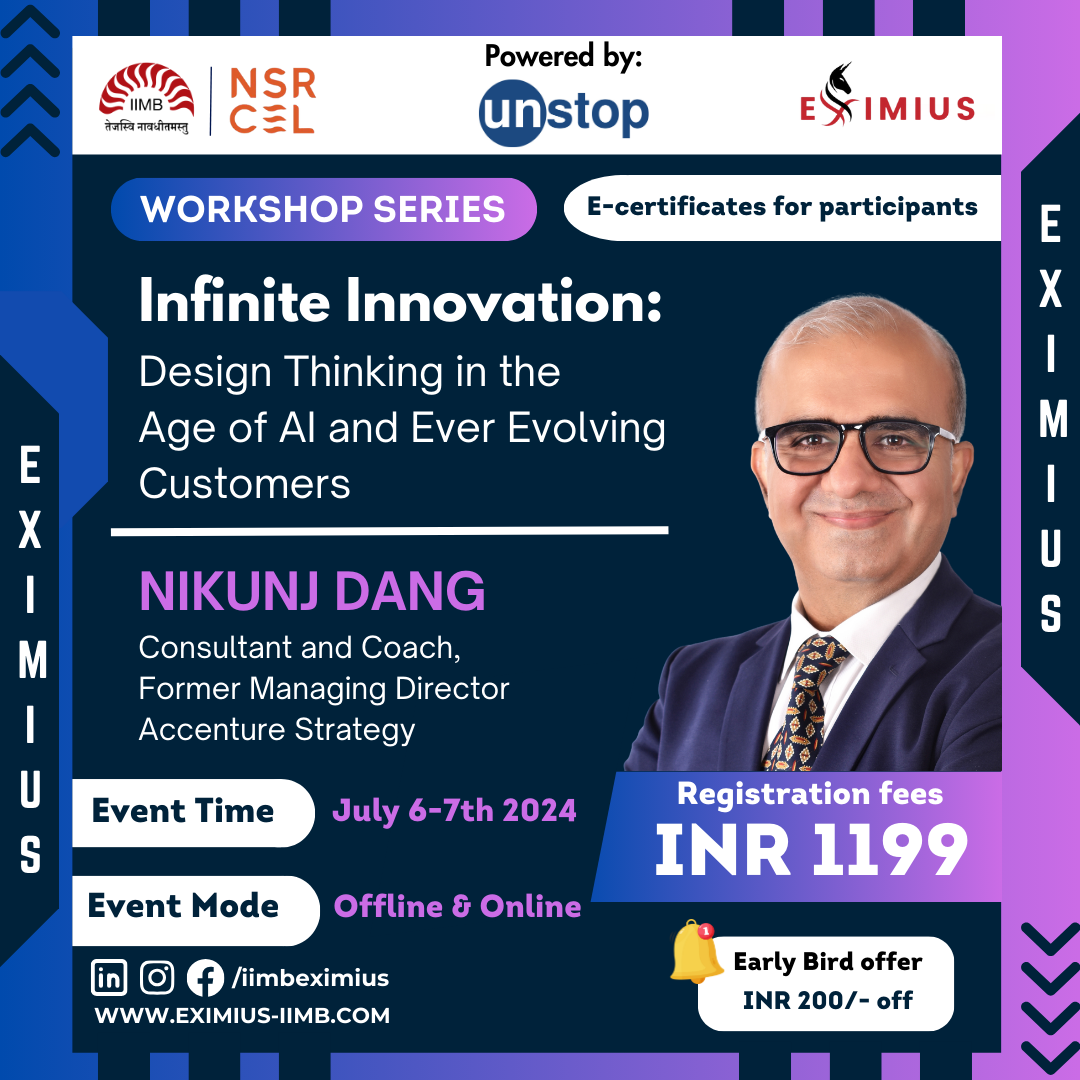 IIMB
तेजस्वि नावधीतमस्तु
NSR
CEL
Powered by:
unstop
EXIMIUS
WORKSHOP SERIES
E-certificates for participants
Infinite Innovation:
Design Thinking in the
Age of AI and Ever Evolving
Customers
NIKUNJ DANG
Consultant and Coach,
Former Managing Director
Accenture Strategy
Event Time
July 6-7th 2024
Registration fees
INR 1199
Event Mode
Offline & Online
1
Early Bird offer
INR 200/- off
in
f
/iimbeximius
WWW.EXIMIUS-IIMB.COM
EXIMIUS
EXIMIUS